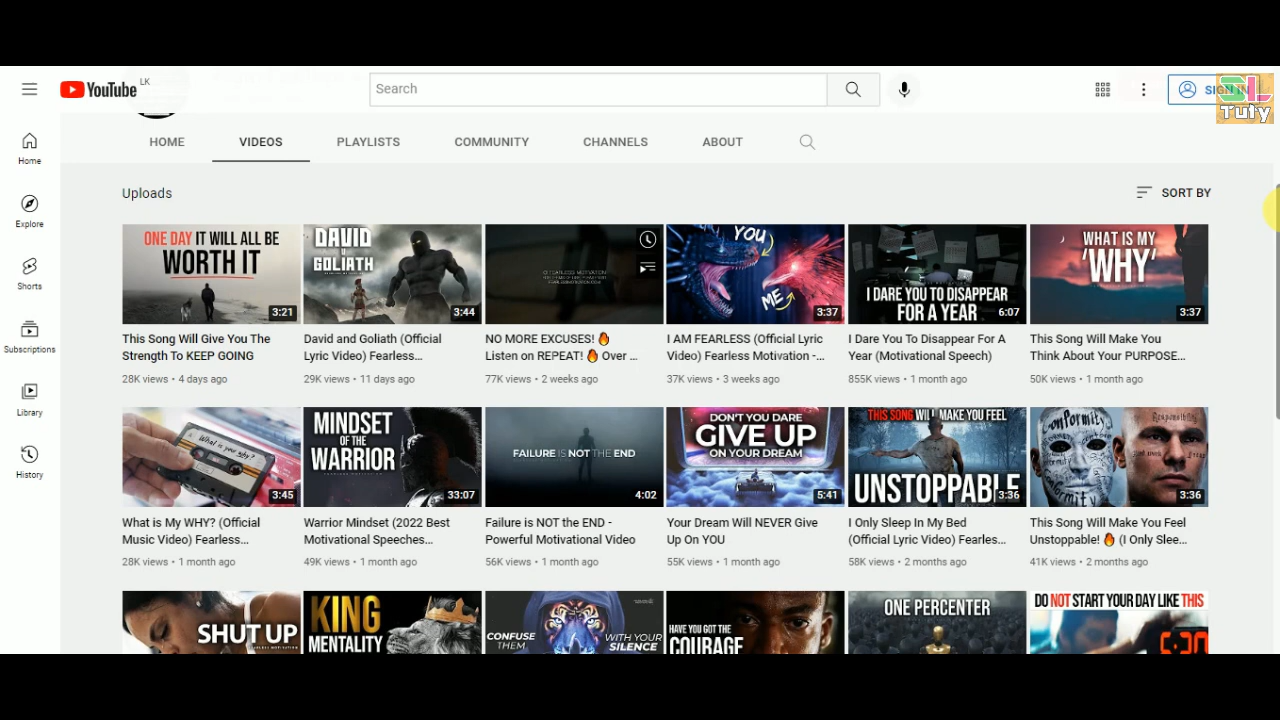 YouTube LK
Search
SIGN IN
SL
Tuty
HOME
VIDEOS
PLAYLISTS
COMMUNITY
CHANNELS
ABOUT
Home
Explore
Shorts
Subscriptions
Library
History
Uploads
SORT BY
ONE DAY IT WILL ALL BE
WORTH IT
3:21
This Song Will Give You The
Strength To KEEP GOING
28K views • 4 days ago
DAVID
V
GOLIATH
3:44
David and Goliath (Official
Lyric Video) Fearless...
29K views • 11 days ago
NO MORE EXCUSES! 🔥
Listen on REPEAT! 🔥 Over ...
77K views • 2 weeks ago
YOU
ME
3:37
I AM FEARLESS (Official Lyric
Video) Fearless Motivation -...
37K views • 3 weeks ago
I DARE YOU TO DISAPPEAR
FOR A YEAR
6:07
I Dare You To Disappear For A
Year (Motivational Speech)
855K views • 1 month ago
WHAT IS MY
'WHY'
3:37
This Song Will Make You
Think About Your PURPOSE...
50K views • 1 month ago
What is your why?
3:45
What is My WHY? (Official
Music Video) Fearless...
28K views • 1 month ago
MINDSET
OF THE
WARRIOR
33:07
Warrior Mindset (2022 Best
Motivational Speeches...
49K views • 1 month ago
FAILURE IS NOT THE END
4:02
Failure is NOT the END -
Powerful Motivational Video
56K views • 1 month ago
DON'T YOU DARE
GIVE UP
ON YOUR DREAM
5:41
Your Dream Will NEVER Give
Up On YOU
55K views • 1 month ago
THIS SONG WILL MAKE YOU FEEL
UNSTOPPABLE
3:36
I Only Sleep In My Bed
(Official Lyric Video) Fearles...
58K views • 2 months ago
Conformity
Responsibility
Conformity
3:36
This Song Will Make You Feel
Unstoppable! 🔥 (I Only Slee...
41K views • 2 months ago
SHUT UP
KING
MENTALITY
CONFUSE
THEM
WITH YOUR
SILENCE
HAVE YOU GOT THE
COURAGE
ONE PERCENTER
DO NOT START YOUR DAY LIKE THIS